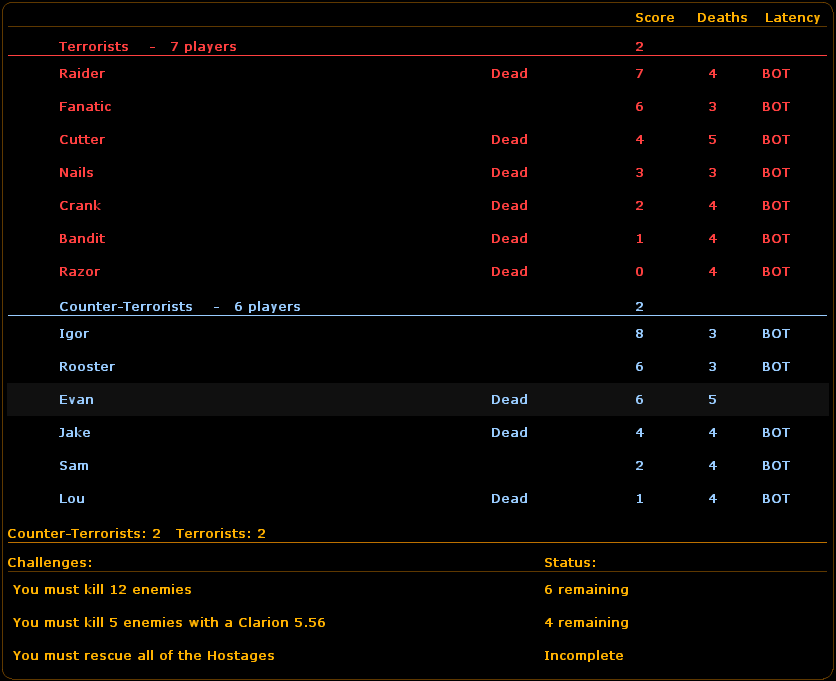 Score Deaths Latency
Terrorists - 7 players 2
Raider Dead 7 4 BOT
Fanatic 6 3 BOT
Cutter Dead 4 5 BOT
Nails Dead 3 3 BOT
Crank Dead 2 4 BOT
Bandit Dead 1 4 BOT
Razor Dead 0 4 BOT
Counter-Terrorists - 6 players 2
Igor 8 3 BOT
Rooster 6 3 BOT
Evan Dead 6 5
Jake Dead 4 4 BOT
Sam 2 4 BOT
Lou Dead 1 4 BOT
Counter-Terrorists: 2 Terrorists: 2
Challenges: Status:
You must kill 12 enemies 6 remaining
You must kill 5 enemies with a Clarion 5.56 4 remaining
You must rescue all of the Hostages Incomplete